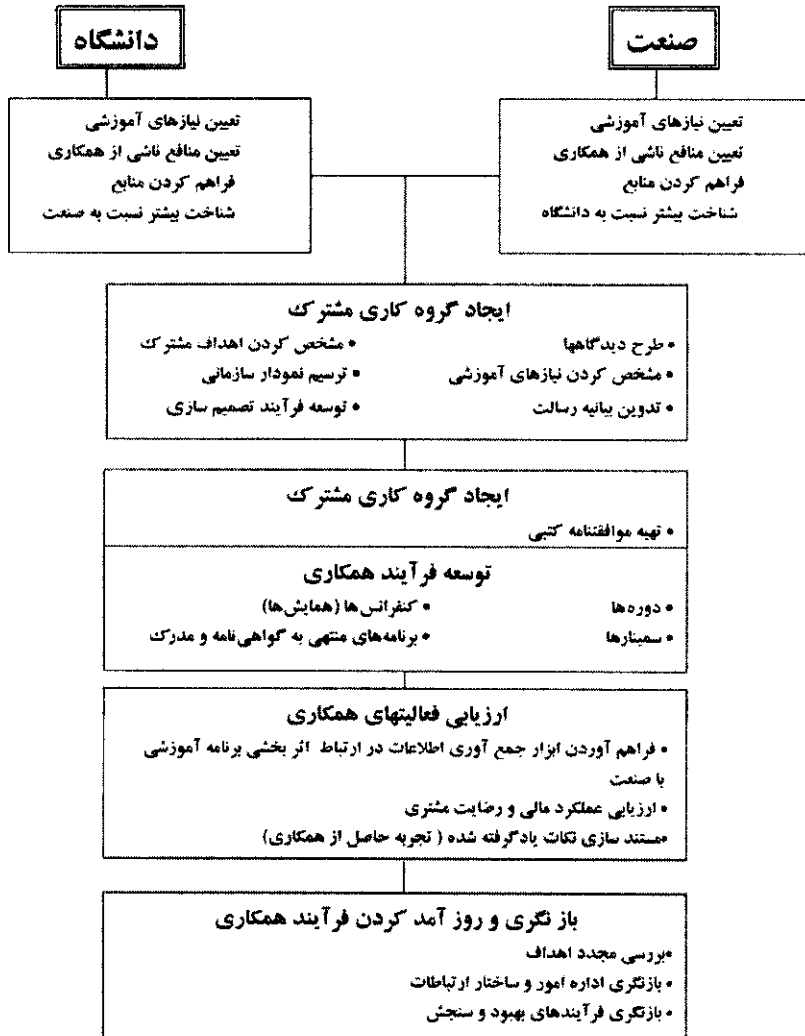 صنعت
دانشگاه
تعیین نیازهای آموزشی
تعیین منافع ناشی از همکاری
فراهم کردن منابع
شناخت بیشتر نسبت به دانشگاه
تعیین نیازهای آموزشی
تعیین منافع ناشی از همکاری
فراهم کردن منابع
شناخت بیشتر نسبت به صنعت
ایجاد گروه کاری مشترک
• طرح دیدگاهها
• مشخص کردن نیازهای آموزشی
• تدوین بیانیه رسالت
• مشخص کردن اهداف مشترک
• ترسیم نمودار سازمانی
• توسعه فرآیند تصمیم سازی
ایجاد گروه کاری مشترک
• تهیه موافقتنامه کتبی
توسعه فرآیند همکاری
• دوره‌ها
• سمینارها
• کنفرانس‌ها (همایش‌ها)
• برنامه‌های منتهی به گواهی‌نامه و مدرک
ارزیابی فعالیتهای همکاری
• فراهم آوردن ابزار جمع آوری اطلاعات در ارتباط اثر بخشی برنامه آموزشی
با صنعت
• ارزیابی عملکرد مالی و رضایت مشتری
•مستند سازی نکات یادگرفته شده ( تجربه حاصل از همکاری)
باز نگری و روز آمد کردن فرآیند همکاری
•بررسی مجدد اهداف
• بازنگری اداره امور و ساختار ارتباطات
• بازنگری فرآیندهای بهبود و سنجش